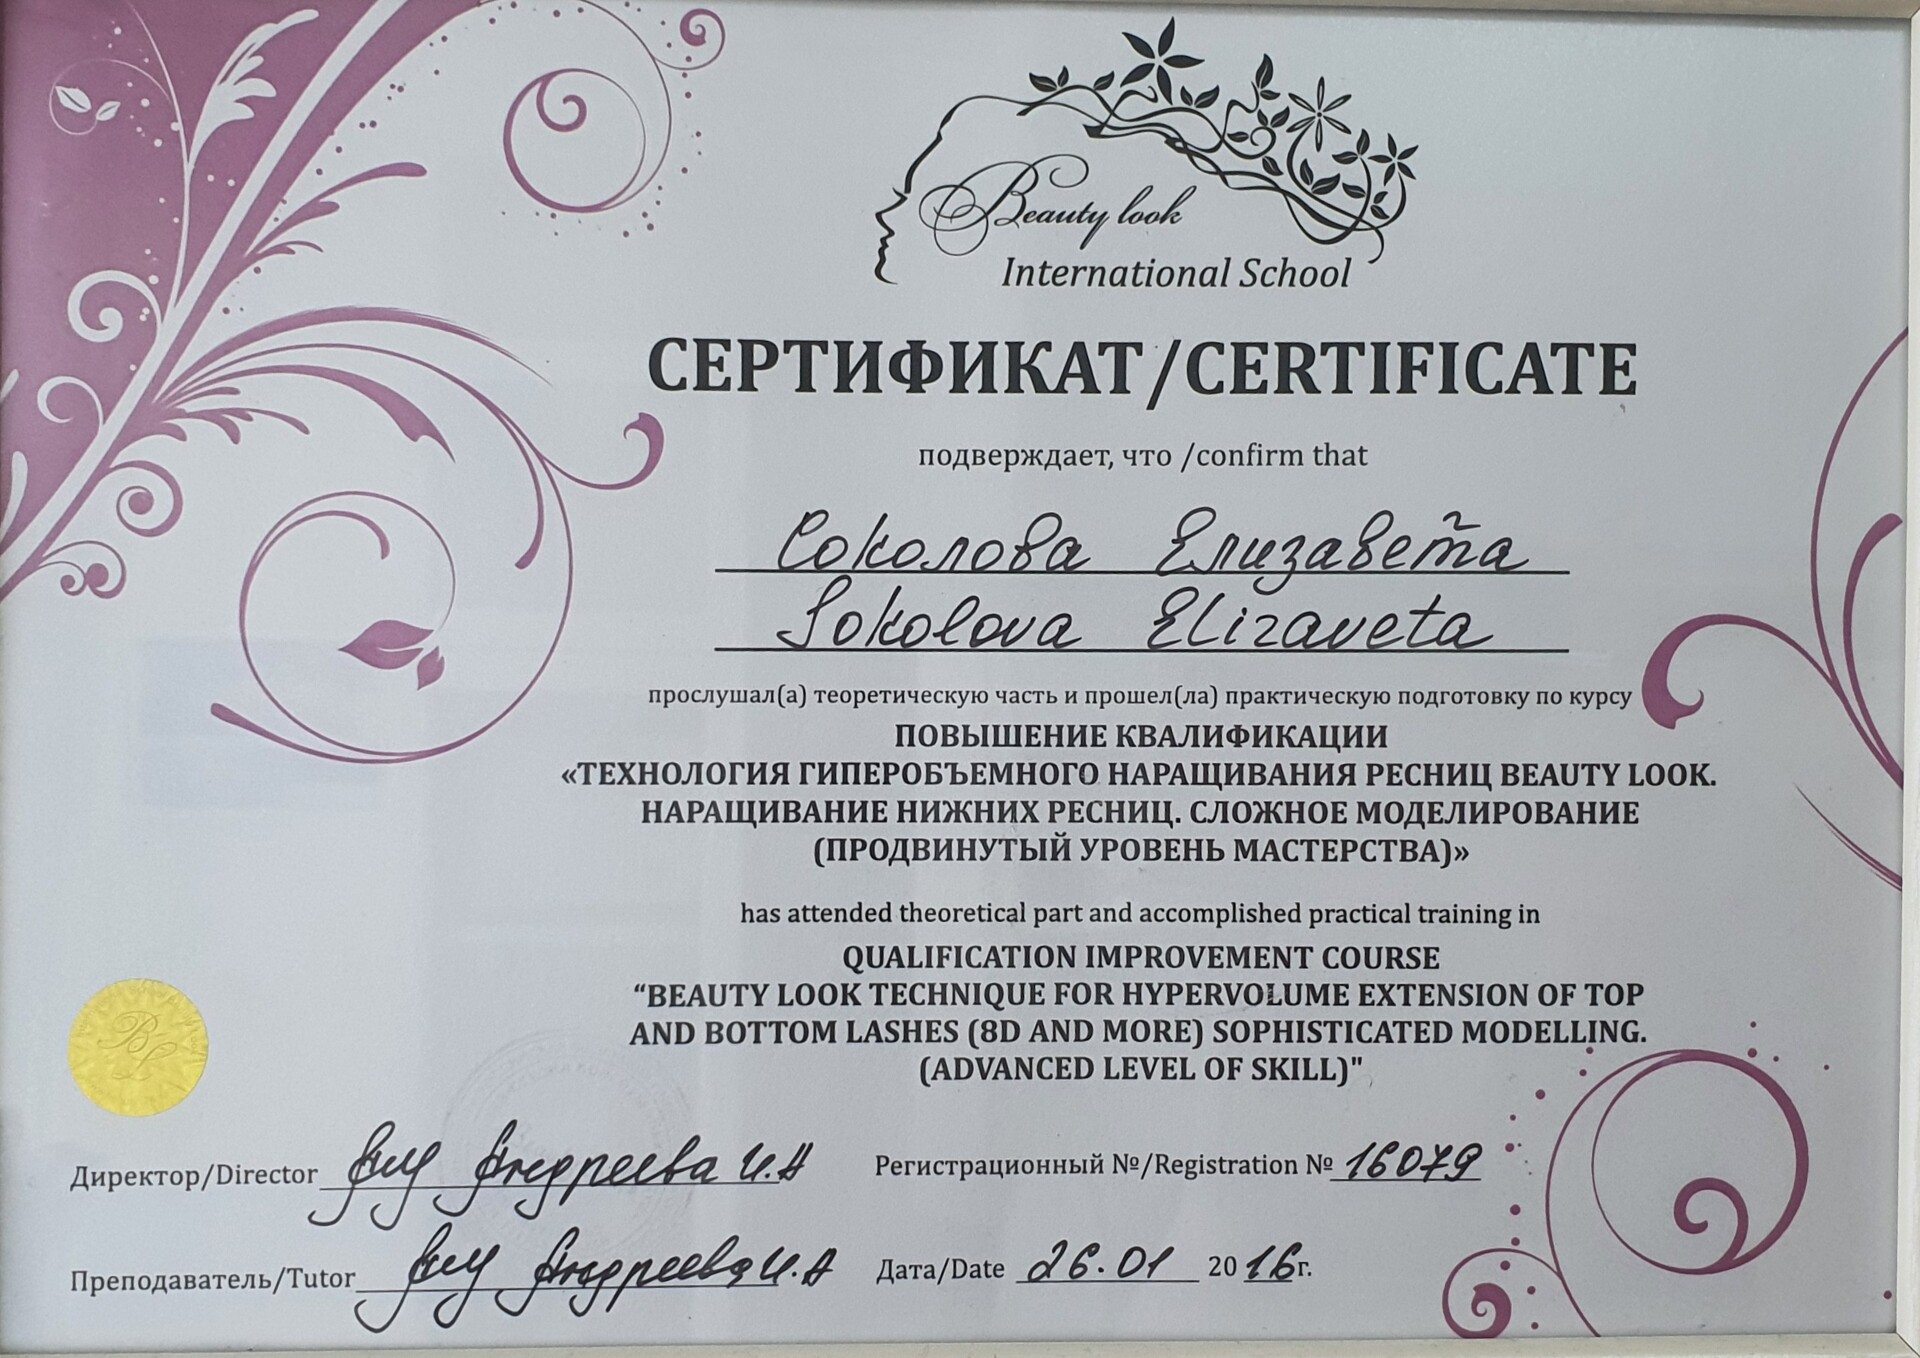 Beauty look
International School
СЕРТИФИКАТ/CERTIFICATE
подтверждает, что /confirm that
Соколова Елизавета
Sokolova Elizaveta
прослушал(а) теоретическую часть и прошел(ла) практическую подготовку по курсу
ПОВЫШЕНИЕ КВАЛИФИКАЦИИ
«ТЕХНОЛОГИЯ ГИПЕРОБЪЕМНОГО НАРАЩИВАНИЯ РЕСНИЦ BEAUTY LOOK.
НАРАЩИВАНИЕ НИЖНИХ РЕСНИЦ. СЛОЖНОЕ МОДЕЛИРОВАНИЕ
(ПРОДВИНУТЫЙ УРОВЕНЬ МАСТЕРСТВА)»
has attended theoretical part and accomplished practical training in
QUALIFICATION IMPROVEMENT COURSE
“BEAUTY LOOK TECHNIQUE FOR HYPERVOLUME EXTENSION OF TOP
AND BOTTOM LASHES (8D AND MORE) SOPHISTICATED MODELLING.
(ADVANCED LEVEL OF SKILL)"
BL
Директор/Director Андреева И.А Регистрационный №/Registration № 16079
Преподаватель/Tutor Андреева И.А Дата/Date 26.01 2016г.